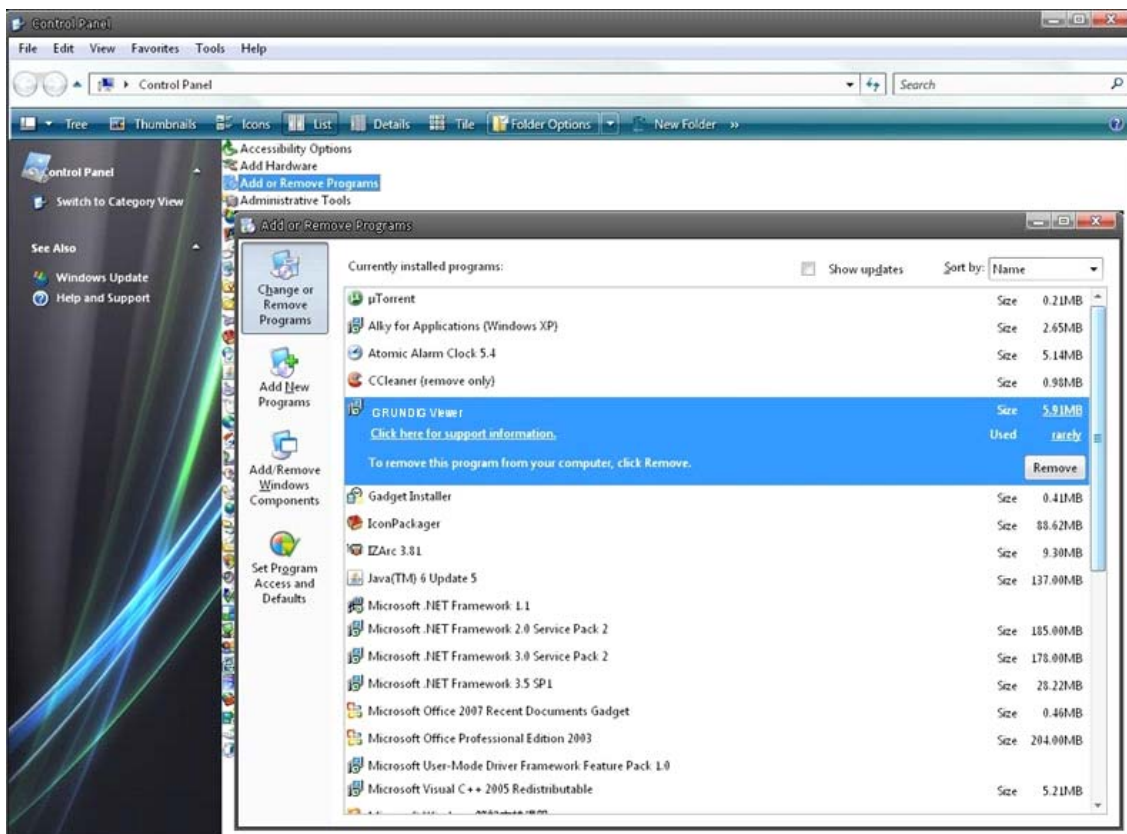 Control Panel
File Edit View Favorites Tools Help
Control Panel
Search
Tree Thumbnails Icons List Details Tile Folder Options New Folder »
Control Panel
Switch to Category View
See Also
Windows Update
Help and Support
Accessibility Options
Add Hardware
Add or Remove Programs
Administrative Tools
Add or Remove Programs
Change or Remove Programs
Add New Programs
Add/Remove Windows Components
Set Program Access and Defaults
Currently installed programs: Show updates Sort by: Name
µTorrent Size 0.21MB
Alky for Applications (Windows XP) Size 2.65MB
Atomic Alarm Clock 5.4 Size 5.14MB
CCleaner (remove only) Size 0.98MB
GRUNDIG Viewer Size 5.91MB
Click here for support information. Used rarely
To remove this program from your computer, click Remove. Remove
Gadget Installer Size 0.41MB
IconPackager Size 88.62MB
IZArc 3.81 Size 9.30MB
Java(TM) 6 Update 5 Size 137.00MB
Microsoft .NET Framework 1.1
Microsoft .NET Framework 2.0 Service Pack 2 Size 185.00MB
Microsoft .NET Framework 3.0 Service Pack 2 Size 178.00MB
Microsoft .NET Framework 3.5 SP1 Size 28.22MB
Microsoft Office 2007 Recent Documents Gadget Size 0.46MB
Microsoft Office Professional Edition 2003 Size 204.00MB
Microsoft User-Mode Driver Framework Feature Pack 1.0
Microsoft Visual C++ 2005 Redistributable Size 5.21MB